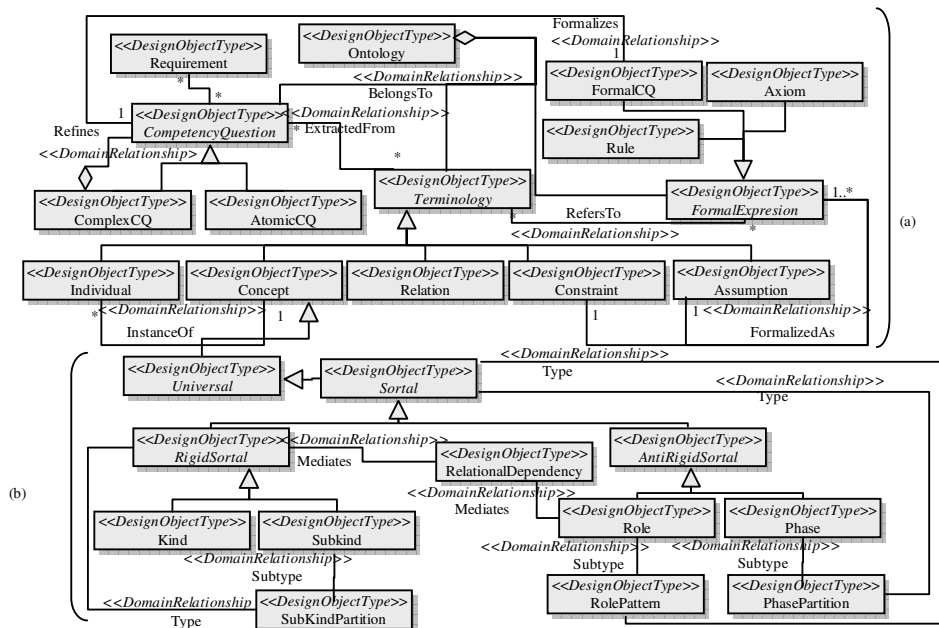 Formalizes
<<DesignObjectType>>
Ontology
<<DesignObjectType>>
Requirement
<<DomainRelationship>>
1
<<DesignObjectType>>
FormalCQ
<<DesignObjectType>>
Axiom
<<DomainRelationship>>
BelongsTo
*
*
1
Refines
<<DesignObjectType>>
CompetencyQuestion
<<DomainRelationship>>
* ExtractedFrom
<<DesignObjectType>>
Rule
<<DomainRelationship>>
*
<<DesignObjectType>>
Terminology
<<DesignObjectType>>
ComplexCQ
<<DesignObjectType>>
AtomicCQ
<<DesignObjectType>>
FormalExpresion
1..*
*
RefersTo
*
(a)
<<DomainRelationship>>
<<DesignObjectType>>
Individual
<<DesignObjectType>>
Concept
<<DesignObjectType>>
Relation
<<DesignObjectType>>
Constraint
<<DesignObjectType>>
Assumption
<<DomainRelationship>>
*
1
InstanceOf
1
1
<<DomainRelationship>>
FormalizedAs
<<DesignObjectType>>
Universal
<<DesignObjectType>>
Sortal
<<DomainRelationship>>
Type
<<DomainRelationship>>
Type
<<DesignObjectType>>
RigidSortal
<<DomainRelationship>>
Mediates
<<DesignObjectType>>
RelationalDependency
<<DesignObjectType>>
AntiRigidSortal
(b)
<<DomainRelationship>>
Mediates
<<DesignObjectType>>
Kind
<<DesignObjectType>>
Subkind
<<DesignObjectType>>
Role
<<DesignObjectType>>
Phase
<<DomainRelationship>>
Subtype
<<DomainRelationship>>
Subtype
<<DomainRelationship>>
Subtype
<<DomainRelationship
Type
<<DesignObjectType>>
SubKindPartition
<<DesignObjectType>>
RolePattern
<<DesignObjectType>>
PhasePartition